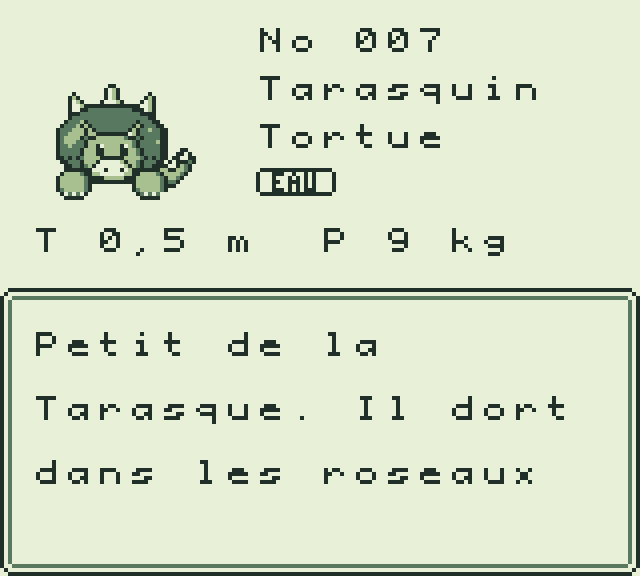 No 007
Tarasquin
Tortue
EAU
T 0,5 m P 9 kg
Petit de la
Tarasque. Il dort
dans les roseaux